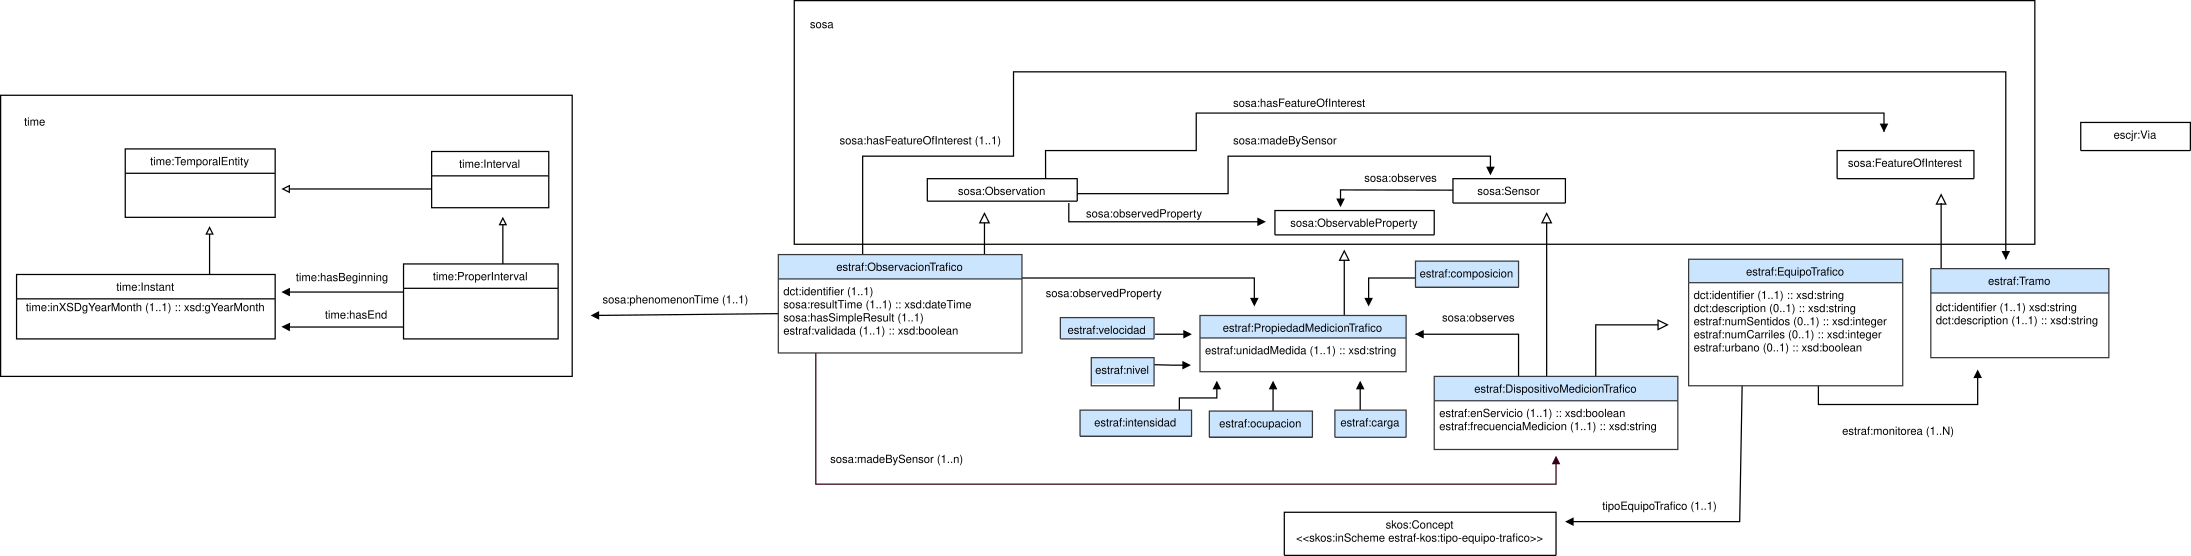 sosa
sosa:hasFeatureOfInterest
time
escjr:Via
sosa:hasFeatureOfInterest (1..1)
sosa:madeBySensor
time:TemporalEntity
time:Interval
sosa:FeatureOfInterest
sosa:observes
sosa:Observation
sosa:Sensor
sosa:observedProperty
sosa:ObservableProperty
estraf:ObservacionTrafico
dct:identifier (1..1)
sosa:resultTime (1..1) :: xsd:dateTime
sosa:hasSimpleResult (1..1)
estraf:validada (1..1) :: xsd:boolean
time:hasBeginning
time:ProperInterval
time:Instant
time:inXSDgYearMonth (1..1) :: xsd:gYearMonth
time:hasEnd
sosa:phenomenonTime (1..1)
sosa:observedProperty
estraf:composicion
estraf:EquipoTrafico
dct:identifier (1..1) :: xsd:string
dct:description (0..1) :: xsd:string
estraf:numSentidos (0..1) :: xsd:integer
estraf:numCarriles (0..1) :: xsd:integer
estraf:urbano (0..1) :: xsd:boolean
estraf:Tramo
dct:identifier (1..1) xsd:string
dct:description (1..1) :: xsd:string
sosa:observes
estraf:velocidad
estraf:PropiedadMedicionTrafico
estraf:unidadMedida (1..1) :: xsd:string
estraf:nivel
estraf:DispositivoMedicionTrafico
estraf:enServicio (1..1) :: xsd:boolean
estraf:frecuenciaMedicion (1..1) :: xsd:string
estraf:intensidad
estraf:ocupacion
estraf:carga
estraf:monitorea (1..N)
sosa:madeBySensor (1..n)
tipoEquipoTrafico (1..1)
skos:Concept
<<skos:inScheme estraf-kos:tipo-equipo-trafico>>